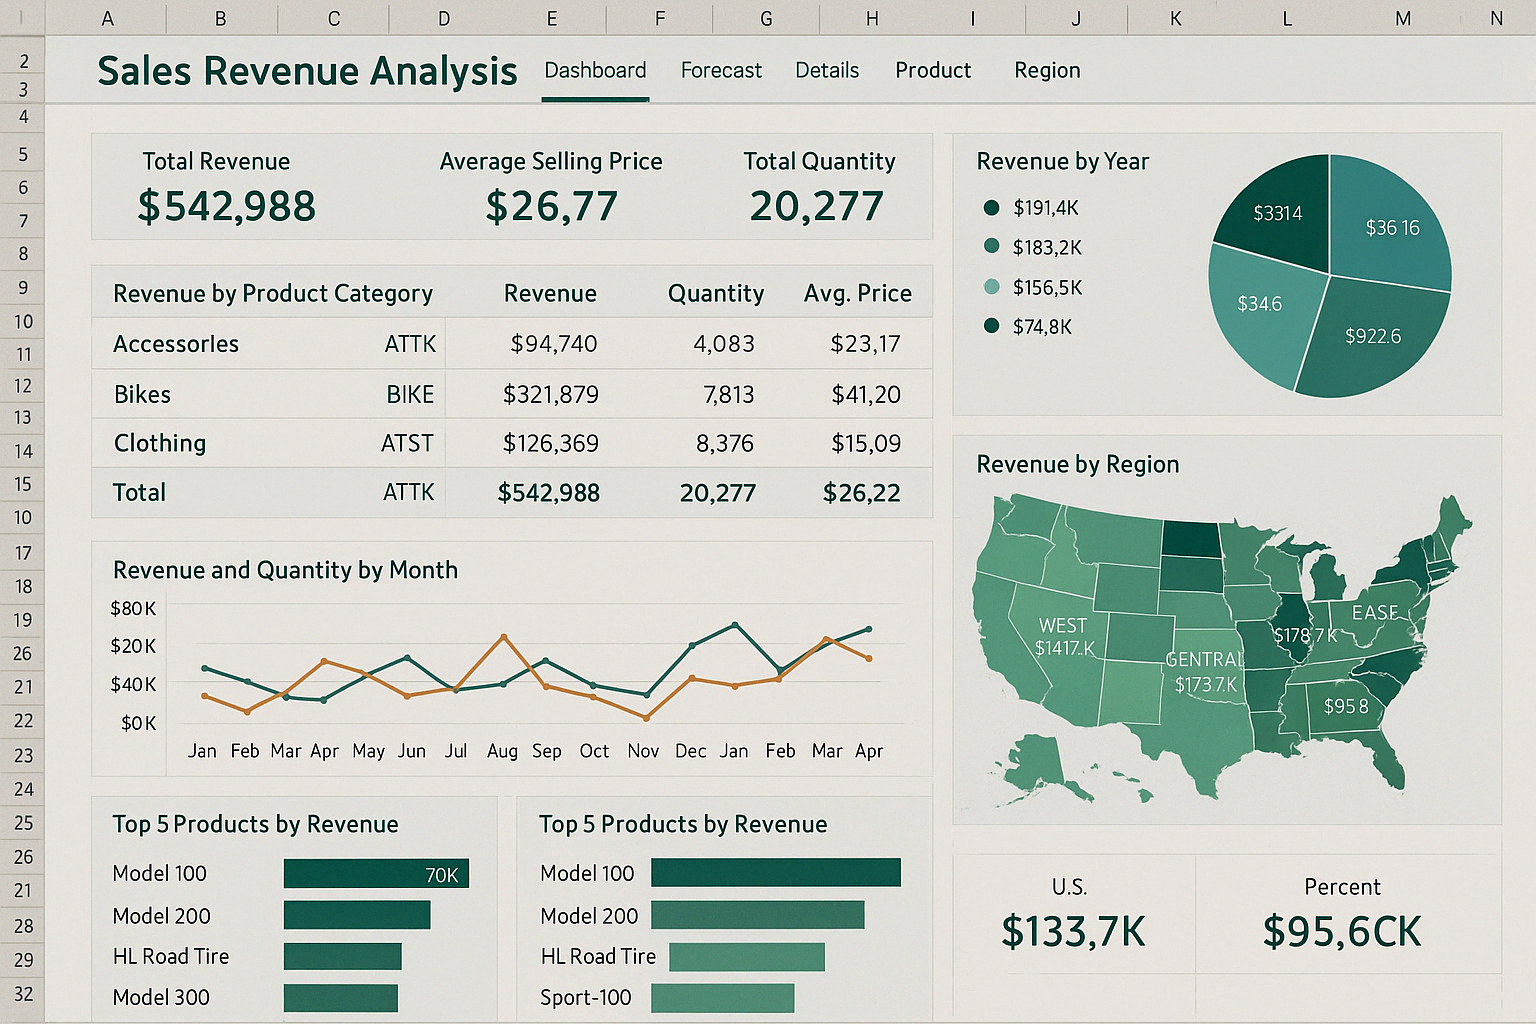 I A B C D E F G H I J K L M N
2
3
4
5
6
7
8
9
10
11
12
13
14
15
10
17
18
19
26
21
22
23
24
25
26
21
28
29
32
Sales Revenue Analysis Dashboard Forecast Details Product Region
Total Revenue Average Selling Price Total Quantity
$542,988 $26,77 20,277
Revenue by Product Category Revenue Quantity Avg. Price
Accessorles ATTK $94,740 4,083 $23,17
Bikes BIKE $321,879 7,813 $41,20
Clothing ATST $126,369 8,376 $15,09
Total ATTK $542,988 20,277 $26,22
Revenue and Quantity by Month
$80K
$20K
$40K
$0K
Jan Feb Mar Apr May Jun Jul Aug Sep Oct Nov Dec Jan Feb Mar Apr
Top 5 Products by Revenue
Model 100 70K
Model 200
HL Road Tire
Model 300
Top 5 Products by Revenue
Model 100
Model 200
HL Road Tire
Sport-100
Revenue by Year
$191,4K
$183,2K
$156,5K
$74,8K
$3314 $36 16
$34.6 $922.6
Revenue by Region
WEST
$1417.K
GENTRAL
$1737.K
$178,7K
EASE
$95 8
U.S.
$133,7K
Percent
$95,6CK